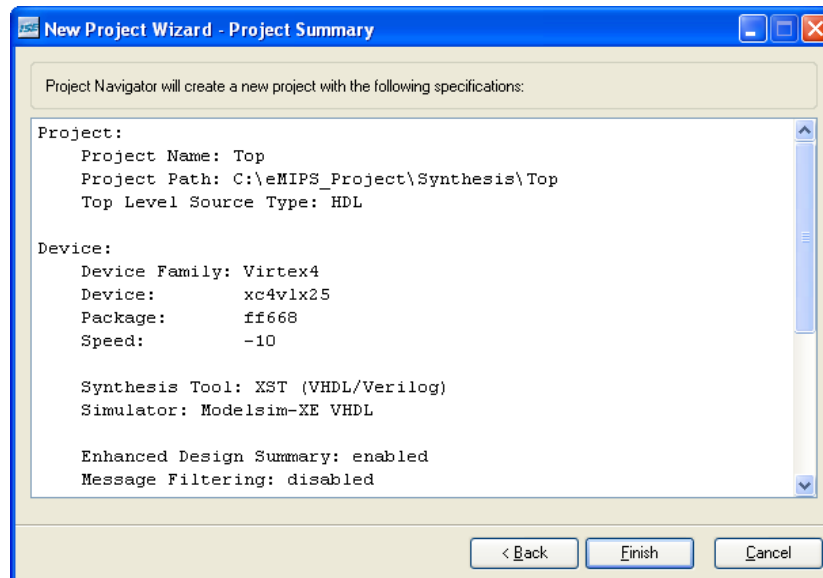 ISE New Project Wizard - Project Summary
Project Navigator will create a new project with the following specifications:
Project:
Project Name: Top
Project Path: C:\eMIPS_Project\Synthesis\Top
Top Level Source Type: HDL
Device:
Device Family: Virtex4
Device: xc4vlx25
Package: ff668
Speed: -10
Synthesis Tool: XST (VHDL/Verilog)
Simulator: Modelsim-XE VHDL
Enhanced Design Summary: enabled
Message Filtering: disabled
< Back Finish Cancel